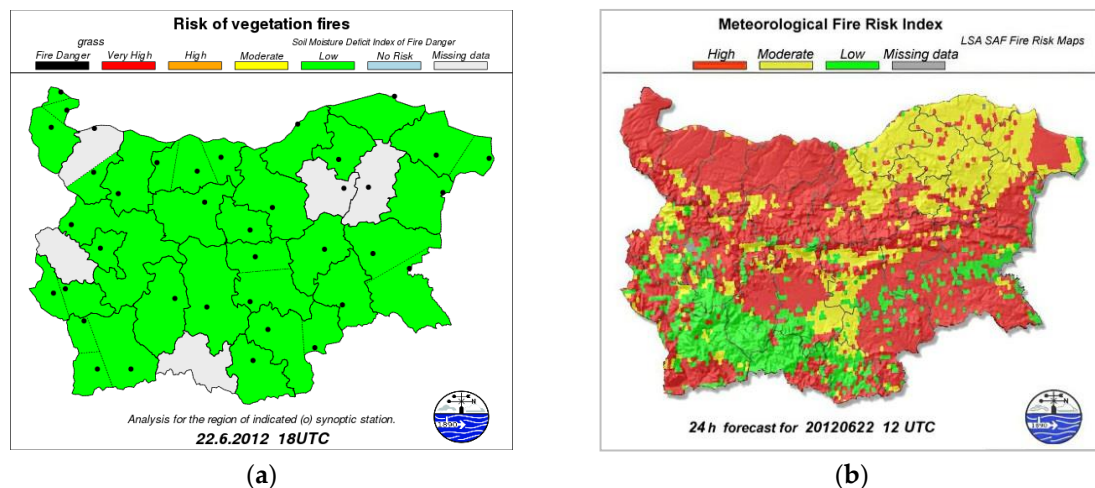 Risk of vegetation fires
grass
Soil Moisture Deficit Index of Fire Danger
Fire Danger Very High High Moderate Low No Risk Missing data
Analysis for the region of indicated (o) synoptic station.
22.6.2012 18UTC
1890
(a)
Meteorological Fire Risk Index
LSA SAF Fire Risk Maps
High Moderate Low Missing data
24 h forecast for 20120622 12 UTC
1890
(b)